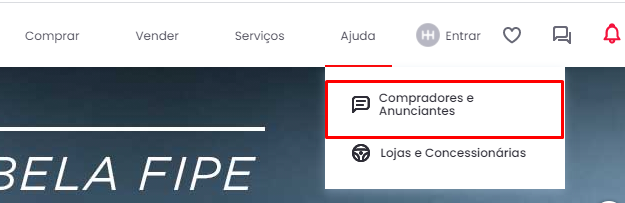 Comprar Vender Serviços Ajuda Entrar
Compradores e
Anunciantes
Lojas e Concessionárias
BELA FIPE